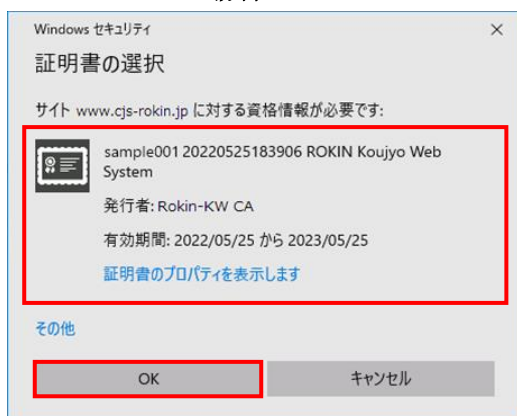 Windows セキュリティ
証明書の選択
サイト www.cjs-rokin.jp に対する資格情報が必要です:
sample001 20220525183906 ROKIN Koujyo Web
System
発行者: Rokin-KW CA
有効期間: 2022/05/25 から 2023/05/25
証明書のプロパティを表示します
その他
OK
キャンセル